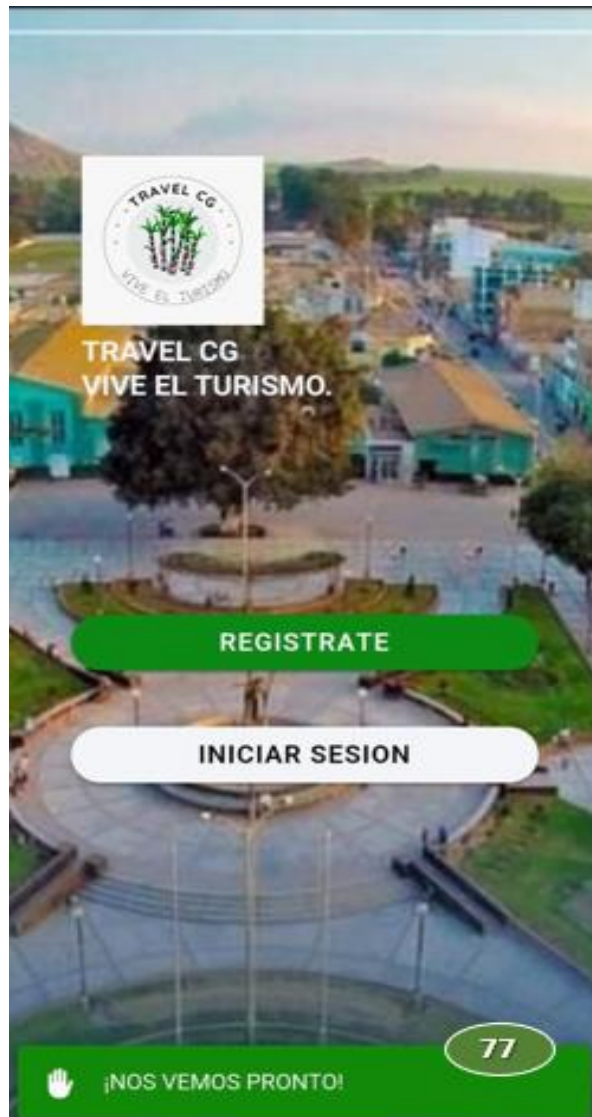 TRAVEL CG
VIVE EL TURISMO
TRAVEL CG
VIVE EL TURISMO.
REGISTRATE
INICIAR SESION
77
¡NOS VEMOS PRONTO!